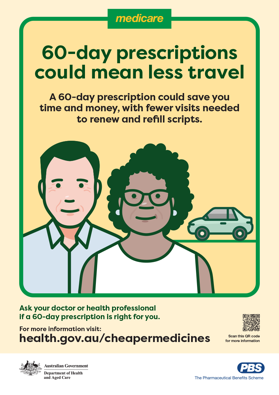 medicare
60-day prescriptions
could mean less travel
A 60-day prescription could save you
time and money, with fewer visits needed
to renew and refill scripts.
Ask your doctor or health professional
if a 60-day prescription is right for you.
For more information visit:
health.gov.au/cheapermedicines
Scan this QR code
for more information
Australian Government
Department of Health
and Aged Care
PBS
The Pharmaceutical Benefits Scheme